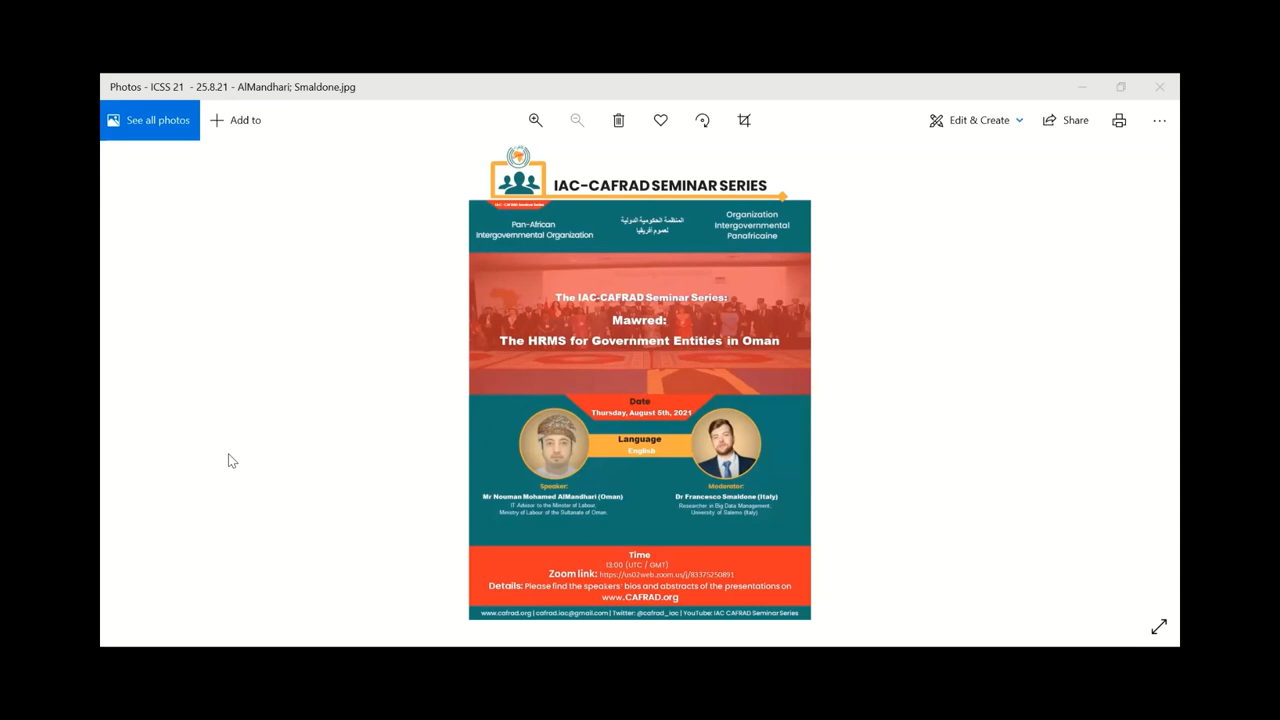 Photos - ICSS 21 - 25.8.21 - AlMandhari; Smaldone.jpg
See all photos
Add to
Edit & Create
Share
IAC-CAFRAD SEMINAR SERIES
IAC - CAFRAD Seminar Series
Pan-African
Intergovernmental Organization
المنظمة الحكومية الدولية
لعموم أفريقيا
Organization
Intergovernmental
Panafricaine
The IAC-CAFRAD Seminar Series:
Mawred:
The HRMS for Government Entities in Oman
Date
Thursday, August 5th, 2021
Language
English
Speaker:
Mr Nouman Mohamed AlMandhari (Oman)
IT Advisor to the Minster of Labour,
Ministry of Labour of the Sultanate of Oman.
Moderator:
Dr Francesco Smaldone (Italy)
Researcher in Big Data Management,
University of Salerno (Italy)
Time
13:00 (UTC / GMT)
Zoom link: https://us02web.zoom.us/j/83375250891
Details: Please find the speakers' bios and abstracts of the presentations on
www.CAFRAD.org
www.cafrad.org | cafrad.iac@gmail.com | Twitter: @cafrad_iac | YouTube: IAC CAFRAD Seminar Series